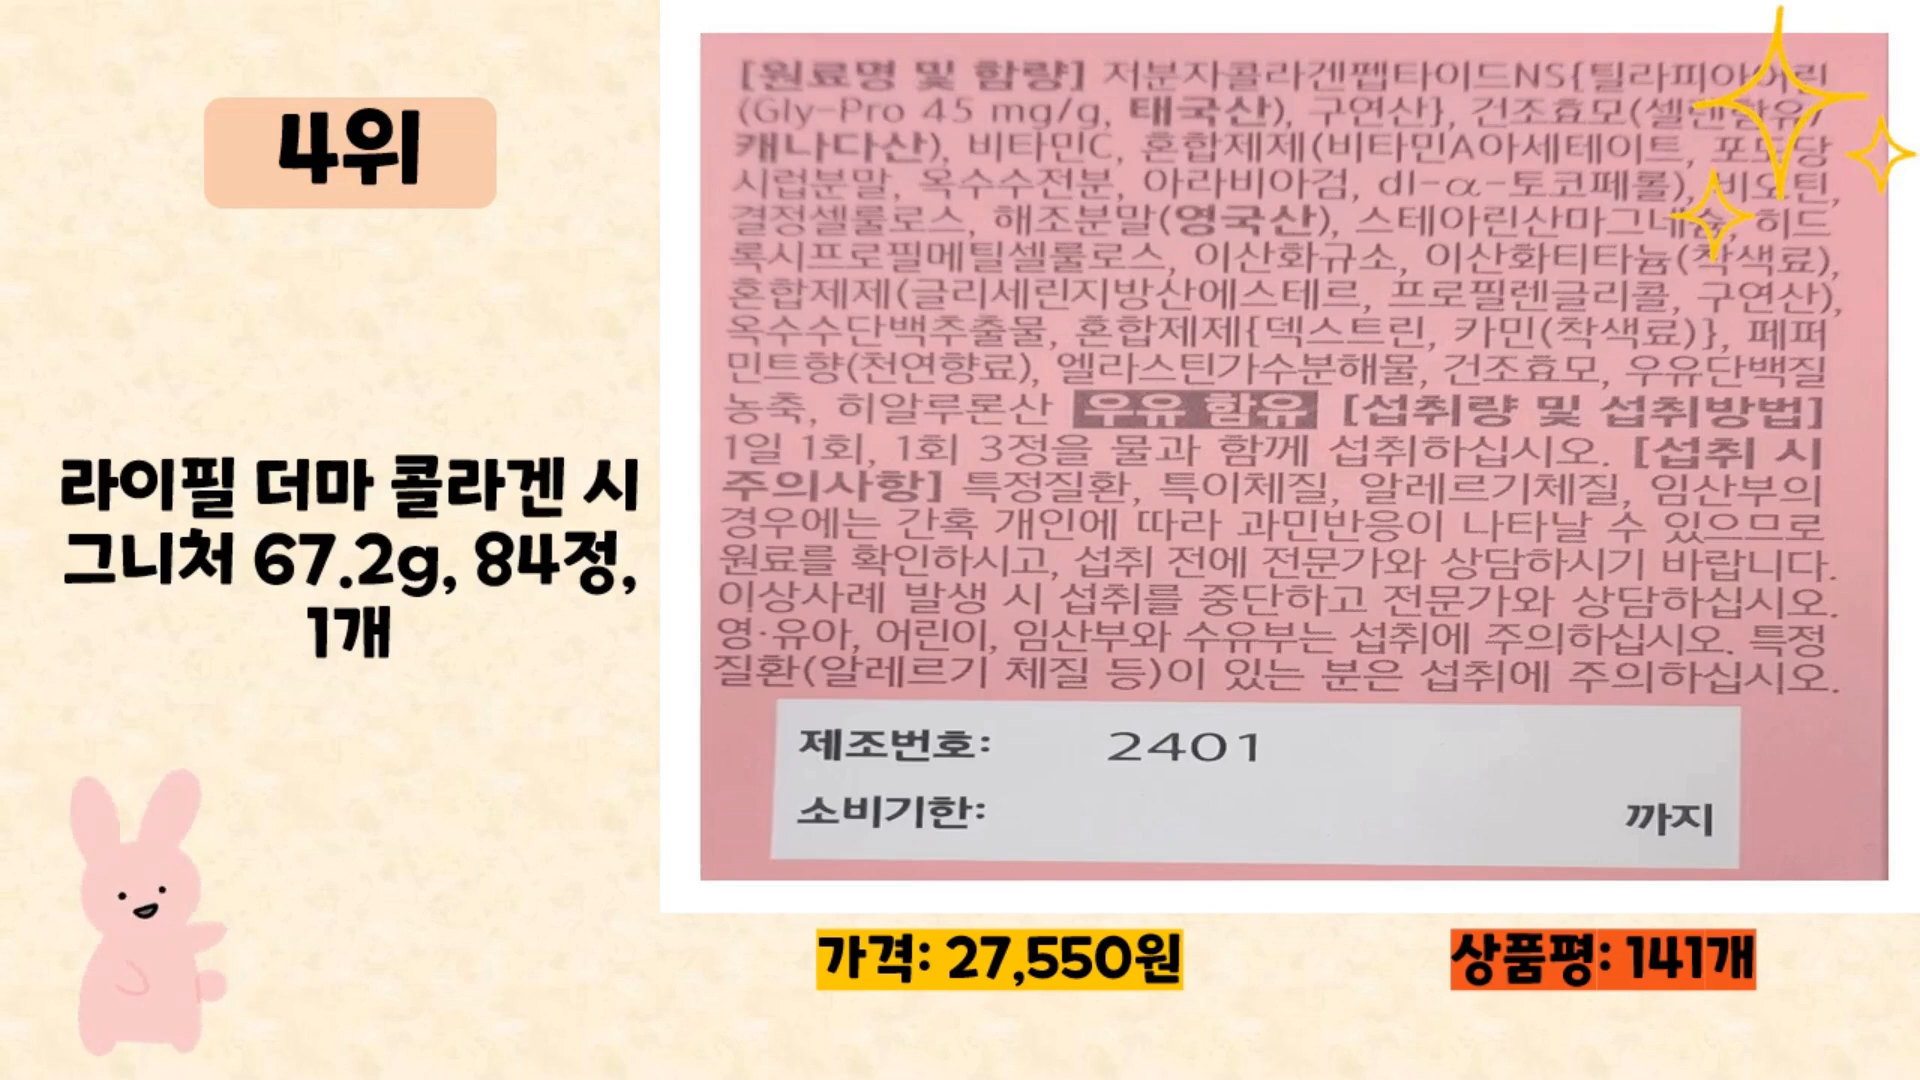 4위
라이필 더마 콜라겐 시
그니처 67.2g, 84정,
1개
[원료명 및 함량] 저분자콜라겐펩타이드NS{틸라피아어린
(Gly-Pro 45 mg/g, 태국산), 구연산}, 건조효모(셀렌함유/
캐나다산), 비타민C, 혼합제제(비타민A아세테이트, 포도당
시럽분말, 옥수수전분, 아라비아검, dl-α-토코페롤), 비오틴,
결정셀룰로스, 해조분말(영국산), 스테아린산마그네슘, 히드
록시프로필메틸셀룰로스, 이산화규소, 이산화티타늄(착색료),
혼합제제(글리세린지방산에스테르, 프로필렌글리콜, 구연산),
옥수수단백추출물, 혼합제제{덱스트린, 카민(착색료)}, 페퍼
민트향(천연향료), 엘라스틴가수분해물, 건조효모, 우유단백질
농축, 히알루론산 우유 함유 [섭취량 및 섭취방법]
1일 1회, 1회 3정을 물과 함께 섭취하십시오. [섭취 시
주의사항] 특정질환, 특이체질, 알레르기체질, 임산부의
경우에는 간혹 개인에 따라 과민반응이 나타날 수 있으므로
원료를 확인하시고, 섭취 전에 전문가와 상담하시기 바랍니다.
이상사례 발생 시 섭취를 중단하고 전문가와 상담하십시오.
영·유아, 어린이, 임산부와 수유부는 섭취에 주의하십시오. 특정
질환(알레르기 체질 등)이 있는 분은 섭취에 주의하십시오.
제조번호: 2401
소비기한: 까지
가격: 27,550원
상품평: 141개